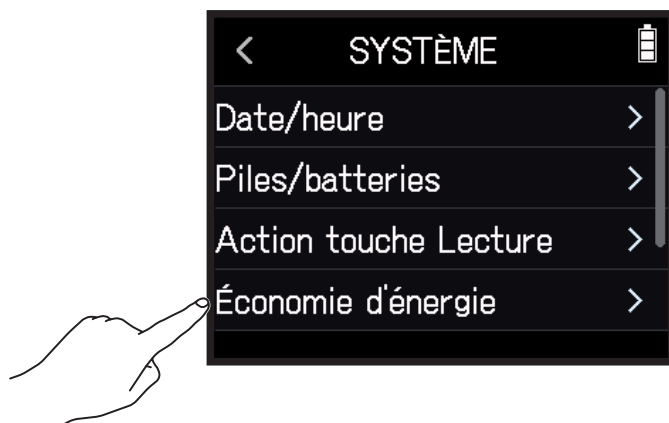 SYSTÈME
Date/heure
Piles/batteries
Action touche Lecture
Économie d'énergie